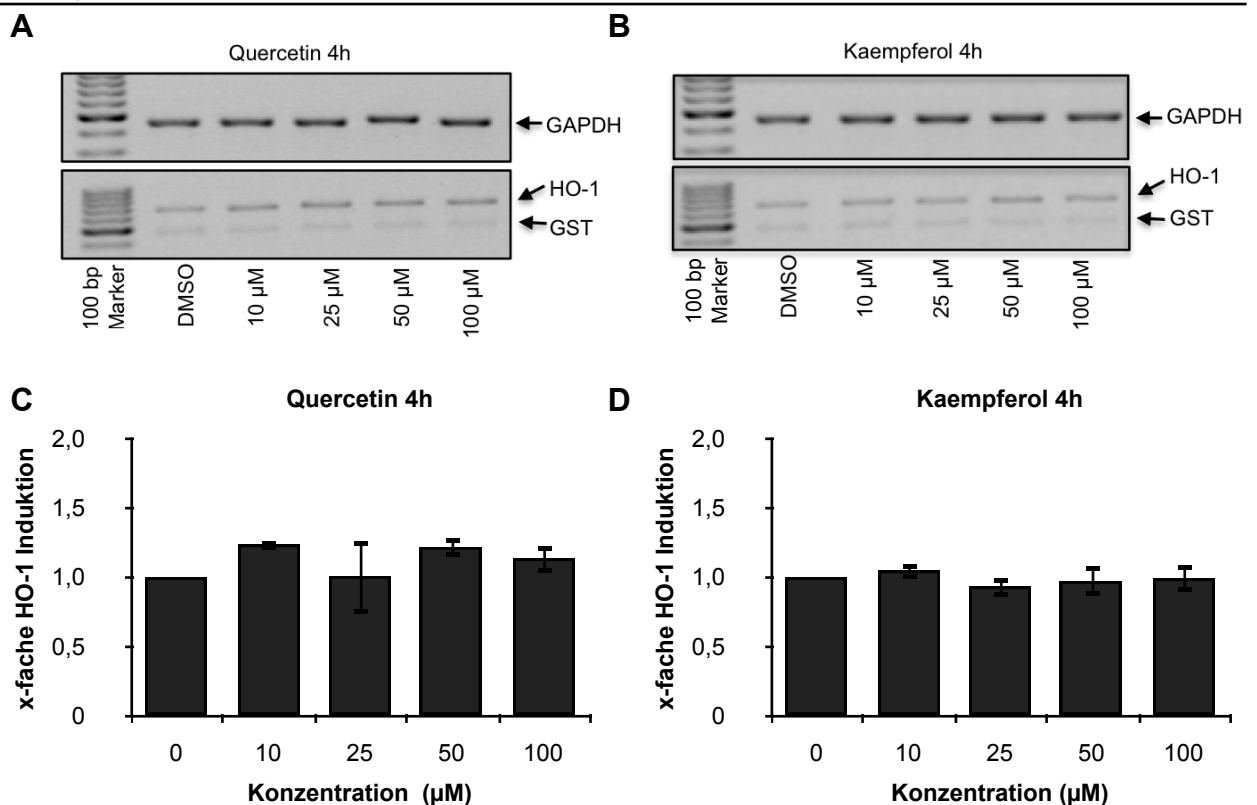 A
Quercetin 4h
GAPDH
HO-1
GST
100 bp
Marker
DMSO
10 µM
25 µM
50 µM
100 µM
B
Kaempferol 4h
GAPDH
HO-1
GST
100 bp
Marker
DMSO
10 µM
25 µM
50 µM
100 µM
C
Quercetin 4h
x-fache HO-1 Induktion
2,0
1,5
1,0
0,5
0
0 10 25 50 100
Konzentration (µM)
D
Kaempferol 4h
x-fache HO-1 Induktion
2,0
1,5
1,0
0,5
0
0 10 25 50 100
Konzentration (µM)